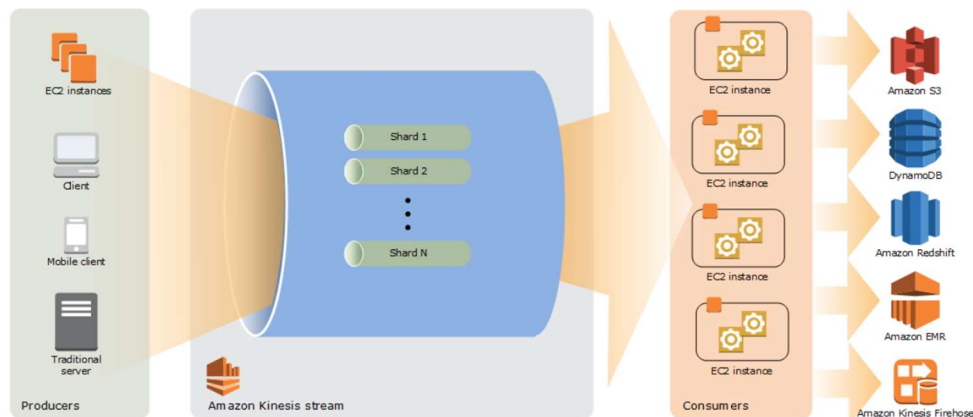 EC2 instances
Client
Mobile client
Traditional
server
Producers
Shard 1
Shard 2
Shard N
Amazon Kinesis stream
EC2 instance
EC2 instance
EC2 instance
EC2 instance
Consumers
Amazon S3
DynamoDB
Amazon Redshift
Amazon EMR
Amazon Kinesis Firehose